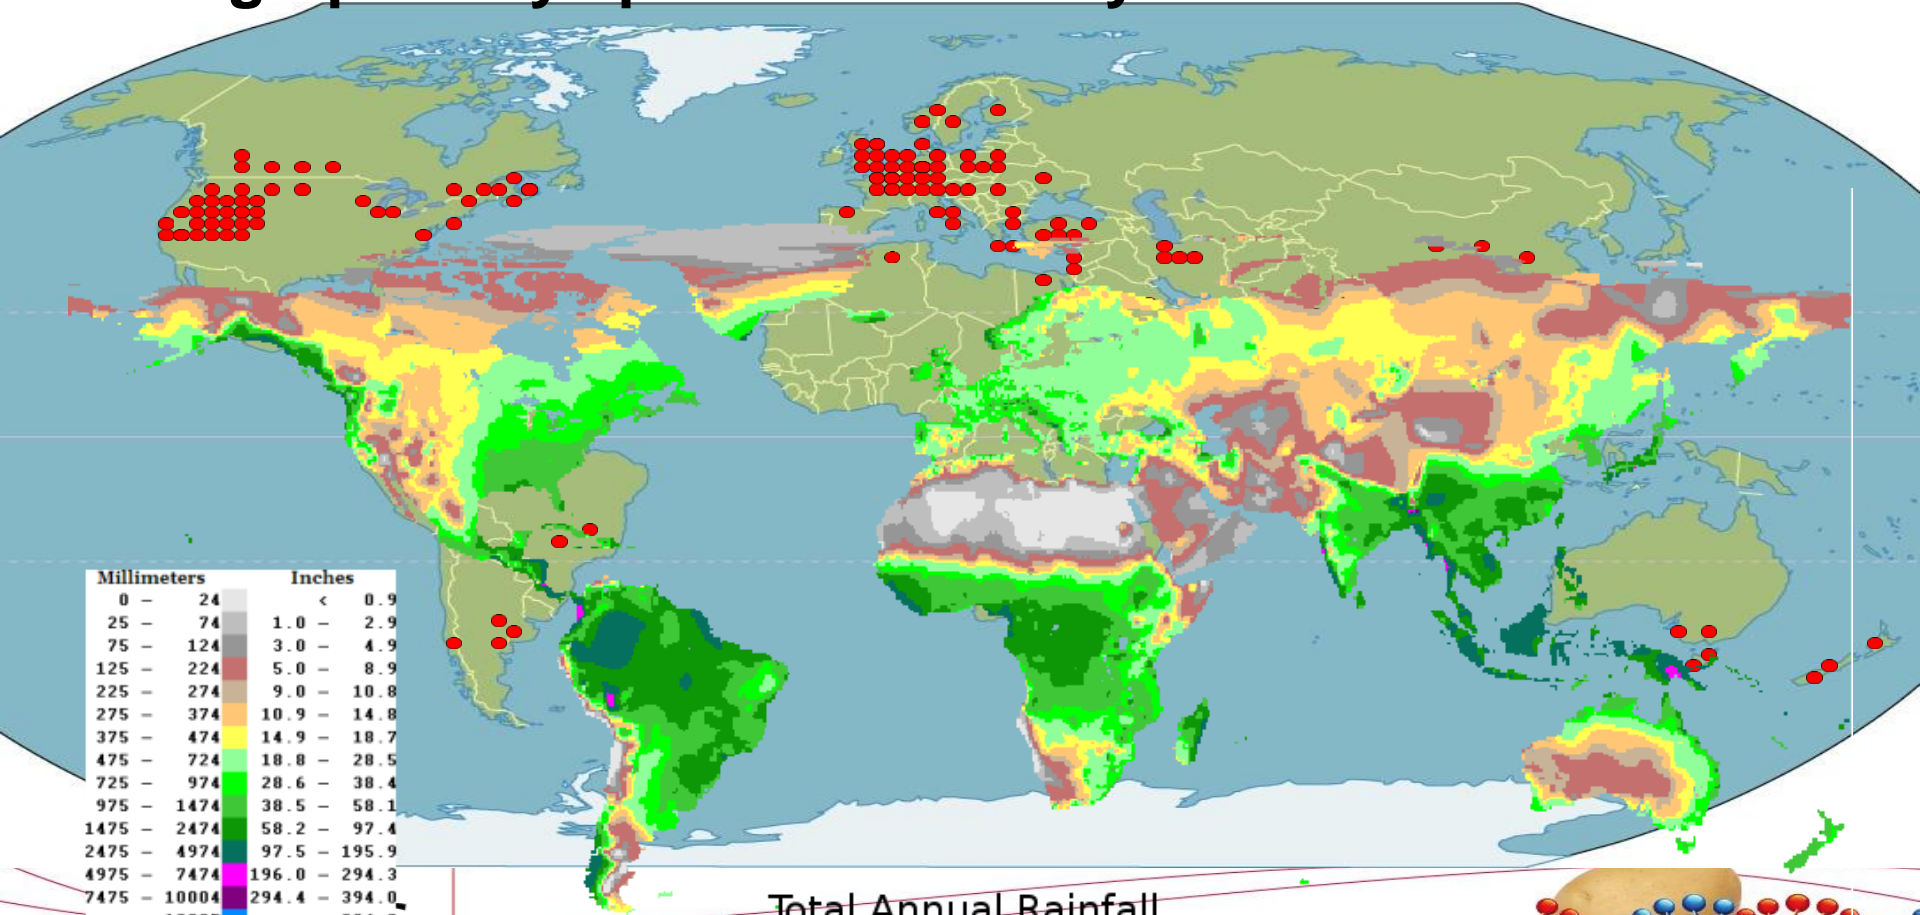 Millimeters Inches
0 – 24 < 0.9
25 – 74 1.0 – 2.9
75 – 124 3.0 – 4.9
125 – 224 5.0 – 8.9
225 – 274 9.0 – 10.8
275 – 374 10.9 – 14.8
375 – 474 14.9 – 18.7
475 – 724 18.8 – 28.5
725 – 974 28.6 – 38.4
975 – 1474 38.5 – 58.1
1475 – 2474 58.2 – 97.4
2475 – 4974 97.5 – 195.9
4975 – 7474 196.0 – 294.3
7475 – 10004 294.4 – 394.0
Total Annual Rainfall